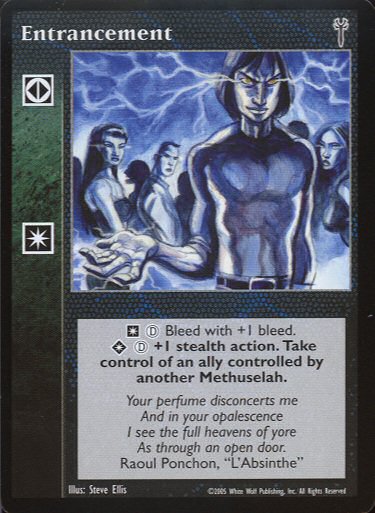 Entrancement
D Bleed with +1 bleed.
D +1 stealth action. Take
control of an ally controlled by
another Methuselah.
Your perfume disconcerts me
And in your opalescence
I see the full heavens of yore
As through an open door.
Raoul Ponchon, “L'Absinthe”
Illus: Steve Ellis ©2005 White Wolf Publishing, Inc. All Rights Reserved